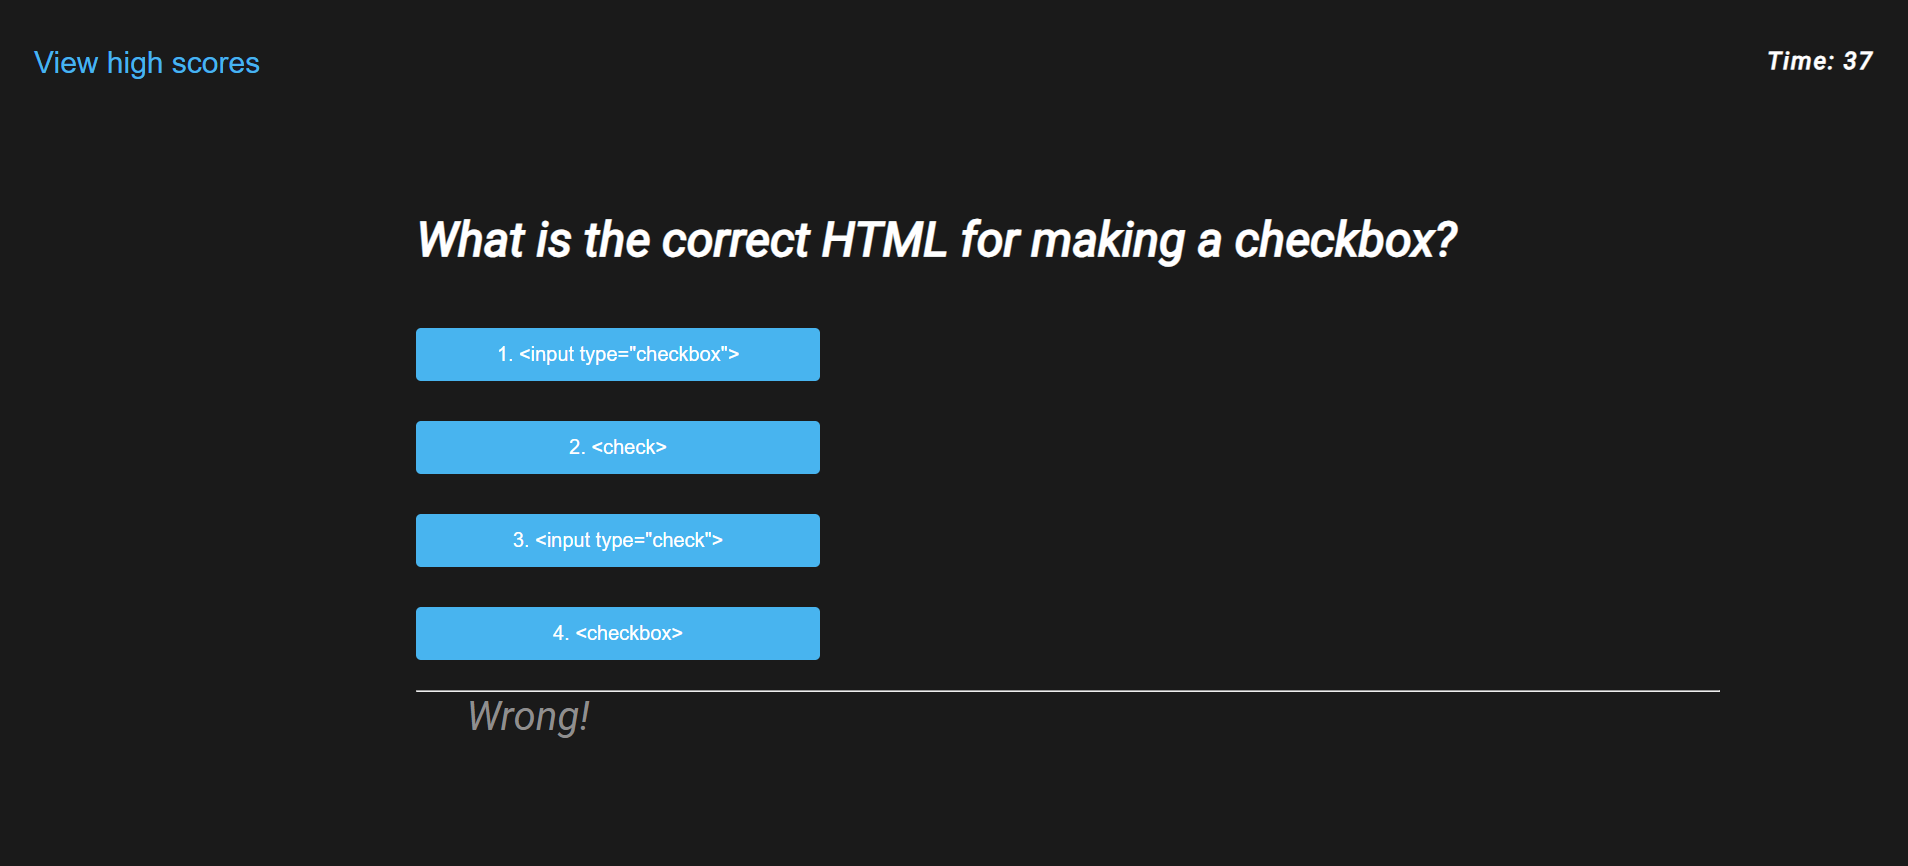 View high scores
Time: 37
What is the correct HTML for making a checkbox?
1. <input type="checkbox">
2. <check>
3. <input type="check">
4. <checkbox>
Wrong!